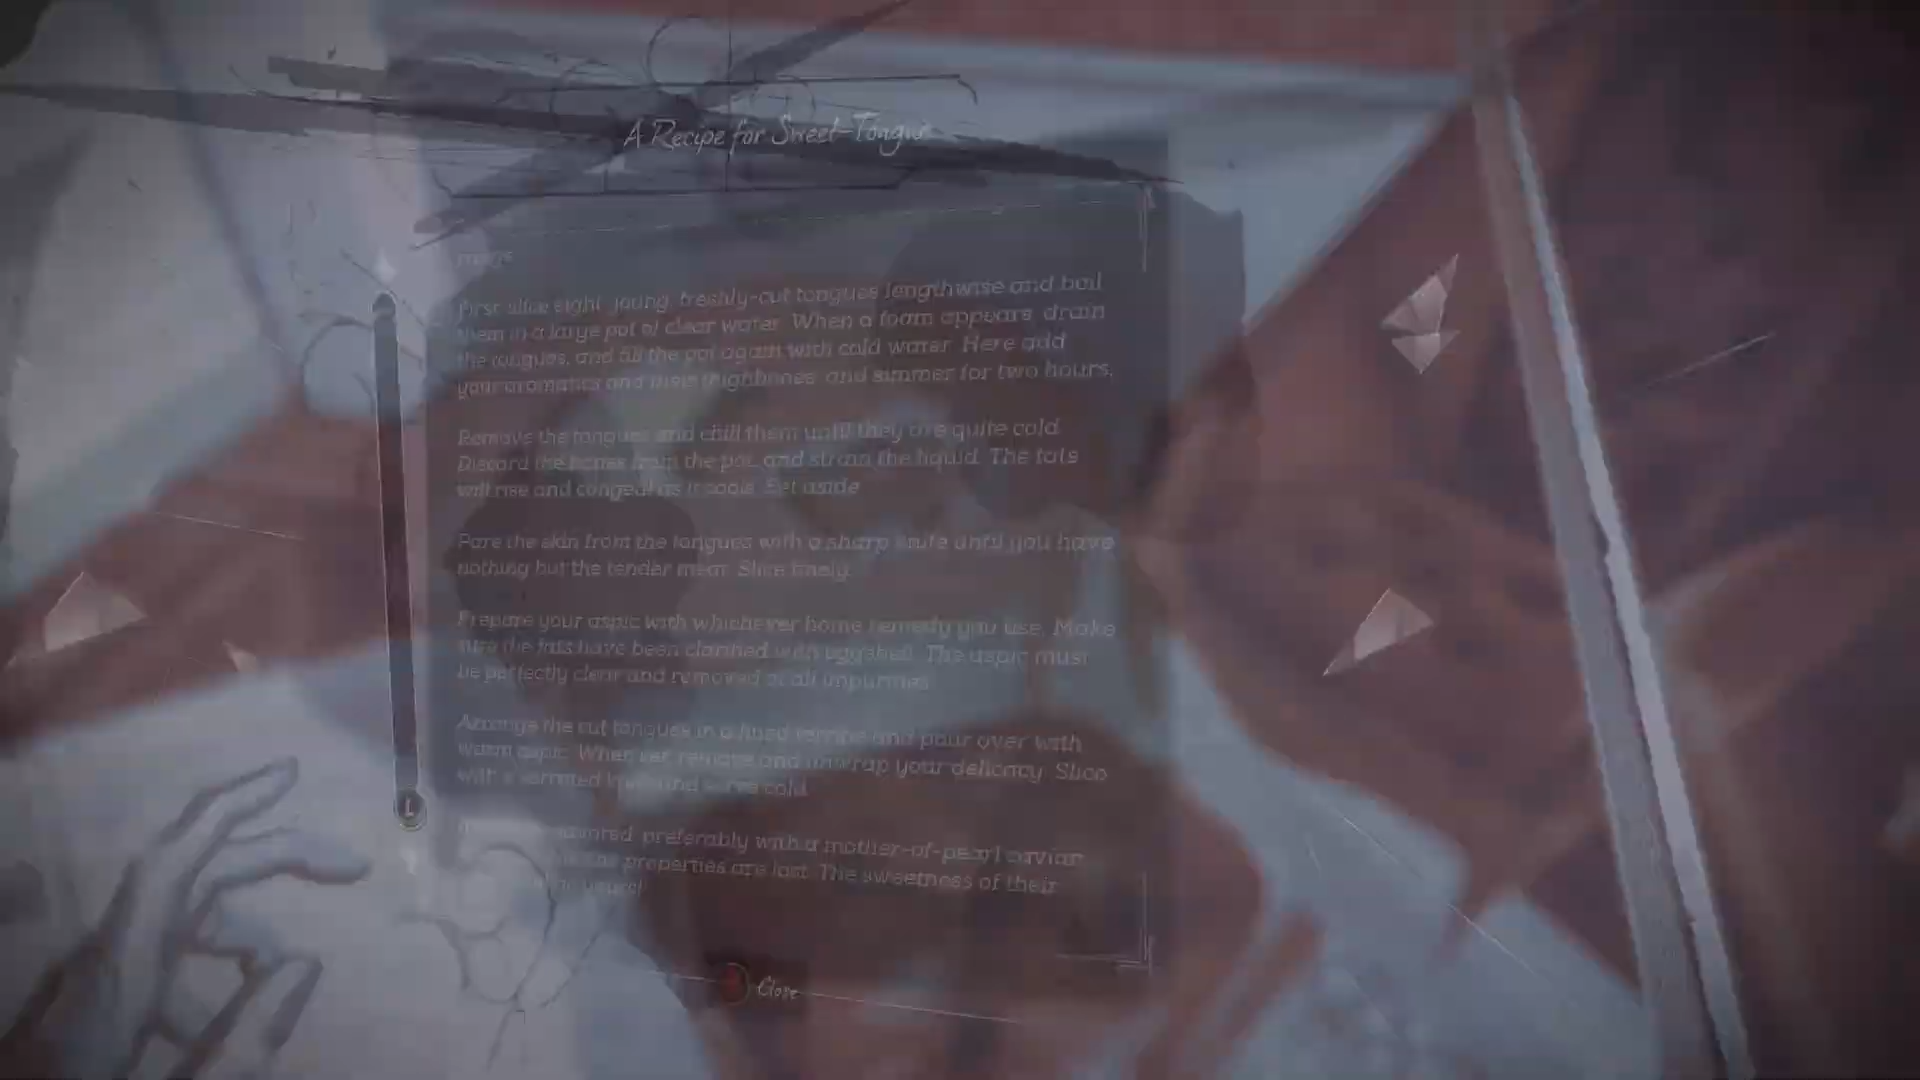 A Recipe for Sweet-Tongue
First slice eight young, freshly-cut tongues lengthwise and boil
them in a large pot of clear water. When a foam appears, drain
the tongues, and fill the pot again with cold water. Here add
your aromatics and their thighbones, and simmer for two hours.
Remove the tongues and chill them until they are quite cold.
Discard the bones from the pot, and strain the liquid. The fats
will rise and congeal as it cools. Set aside.
Pare the skin from the tongues with a sharp knife until you have
nothing but the tender meat. Slice finely.
Prepare your aspic with whichever home remedy you use. Make
sure the fats have been clarified with eggshell. The aspic must
be perfectly clear and removed of all impurities.
Arrange the cut tongues in a lined terrine and pour over with
warm aspic. When set remove and unwrap your delicacy. Slice
with a serrated knife and serve cold.
preferably with a mother-of-pearl caviar
properties are lost. The sweetness of their
L
Close